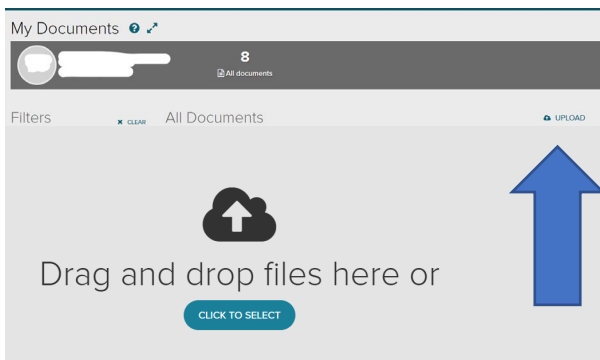 My Documents ?
8
All documents
Filters
x CLEAR
All Documents
UPLOAD
Drag and drop files here or
CLICK TO SELECT